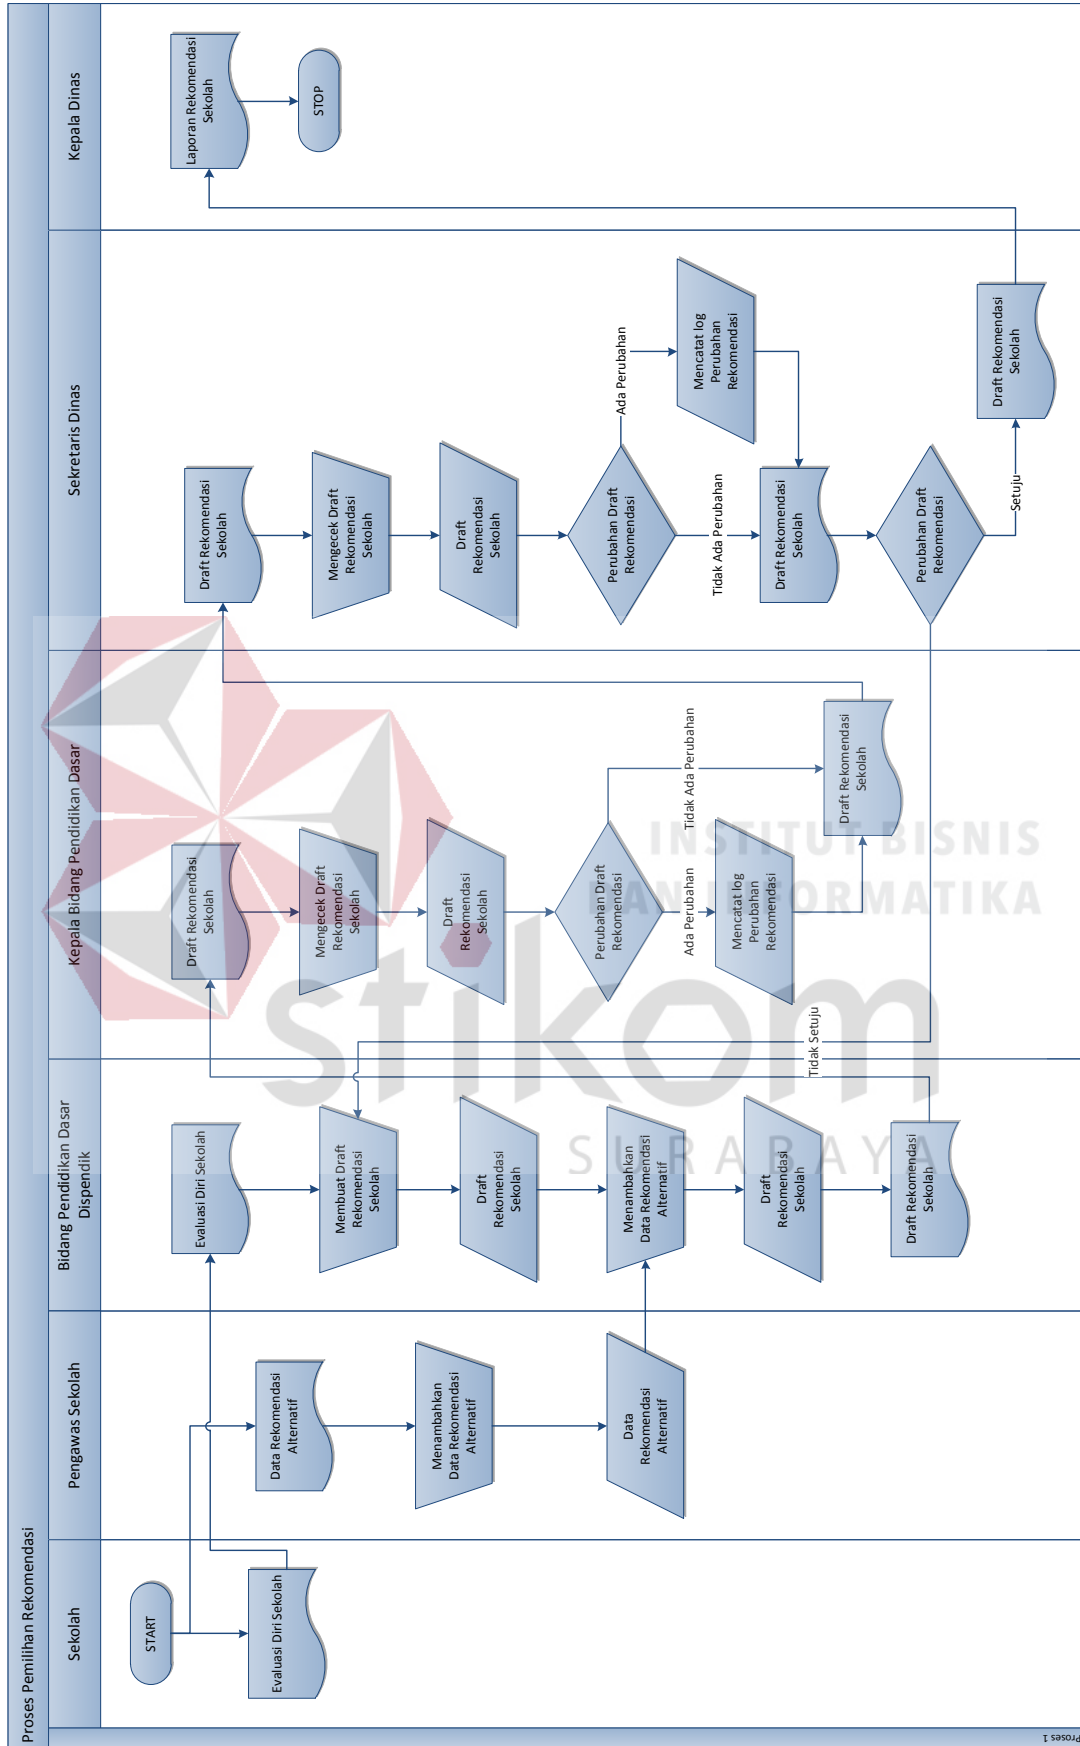 Proses Pemilihan Rekomendasi
Sekolah
Pengawas Sekolah
Bidang Pendidikan Dasar
Dispendik
Kepala Bidang Pendidikan Dasar
Sekretaris Dinas
Kepala Dinas
Proses 1
START
Evaluasi Diri Sekolah
Data Rekomendasi
Alternatif
Menambahkan
Data Rekomendasi
Alternatif
Data
Rekomendasi
Alternatif
Evaluasi Diri Sekolah
Membuat Draft
Rekomendasi
Sekolah
Draft
Rekomendasi
Sekolah
Menambahkan
Data Rekomendasi
Alternatif
Draft
Rekomendasi
Sekolah
Draft Rekomendasi
Sekolah
Draft Rekomendasi
Sekolah
Mengecek Draft
Rekomendasi
Sekolah
Draft
Rekomendasi
Sekolah
Perubahan Draft
Rekomendasi
Ada Perubahan
Tidak Ada Perubahan
Mencatat log
Perubahan
Rekomendasi
Draft Rekomendasi
Sekolah
Tidak Setuju
Draft Rekomendasi
Sekolah
Mengecek Draft
Rekomendasi
Sekolah
Draft
Rekomendasi
Sekolah
Perubahan Draft
Rekomendasi
Tidak Ada Perubahan
Ada Perubahan
Mencatat log
Perubahan
Rekomendasi
Draft Rekomendasi
Sekolah
Perubahan Draft
Rekomendasi
Setuju
Draft Rekomendasi
Sekolah
Laporan Rekomendasi
Sekolah
STOP
INSTITUT BISNIS
DAN INFORMATIKA
stikom
SURABAYA